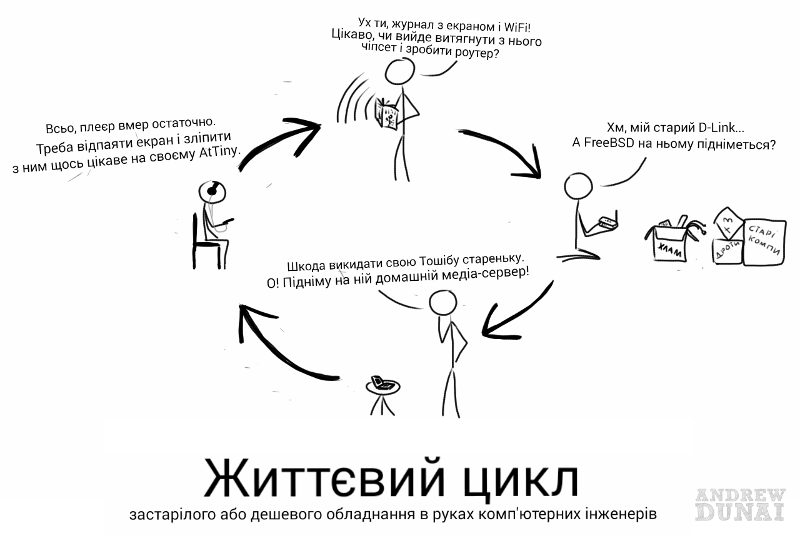 Ух ти, журнал з екраном і WiFi!
Цікаво, чи вийде витягнути з нього
чіпсет і зробити роутер?
Хм, мій старий D-Link...
А FreeBSD на ньому підніметься?
ХЛАМ
ДРОТИ
х 3
СТАРІ
КОМПИ
Шкода викидати свою Тошібу стареньку.
О! Підніму на ній домашній медіа-сервер!
Всьо, плеєр вмер остаточно.
Треба відпаяти екран і зліпити
з ним щось цікаве на своєму AtTiny.
Життєвий цикл
застарілого або дешевого обладнання в руках комп'ютерних інженерів
ANDREW
DUNAI